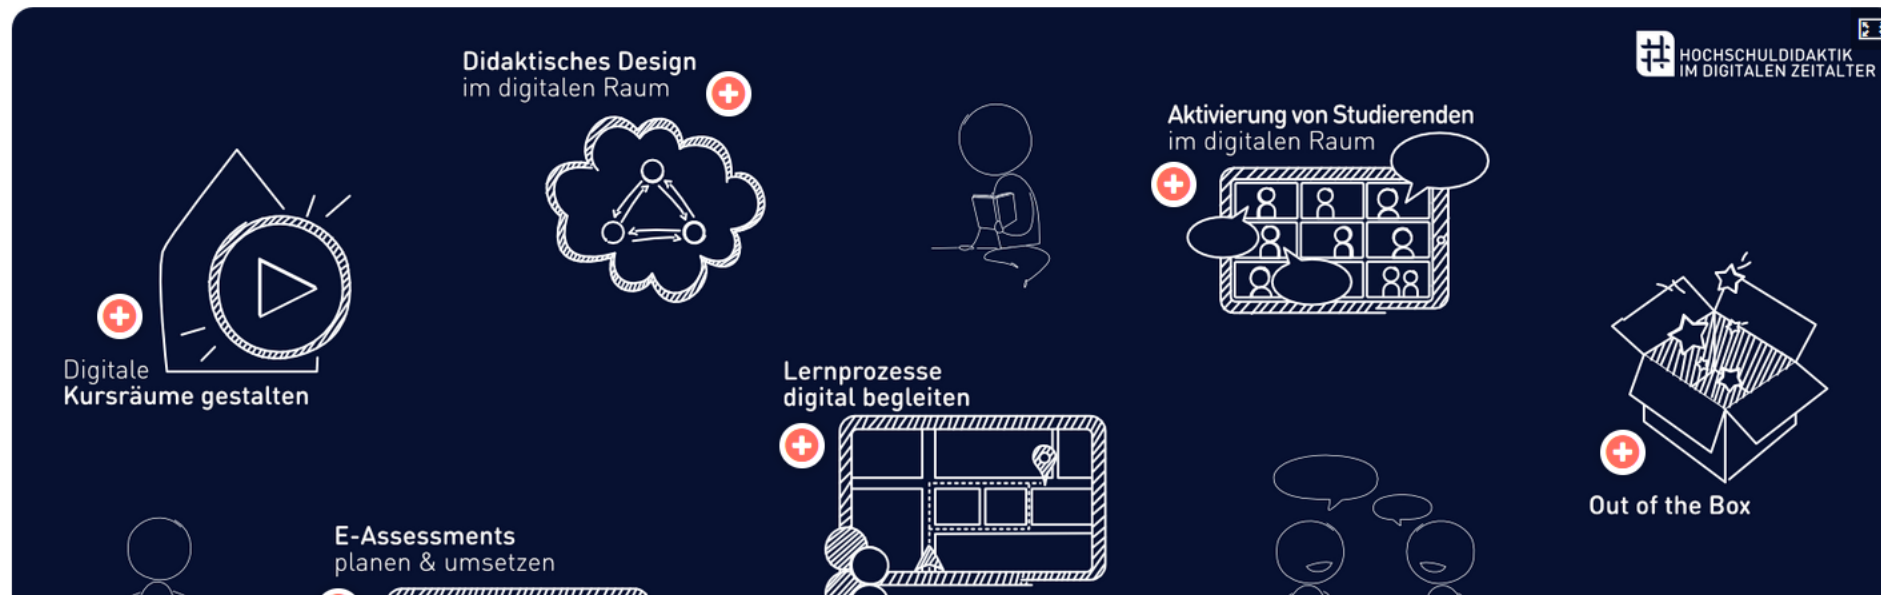 Didaktisches Design
im digitalen Raum
HOCHSCHULDIDAKTIK
IM DIGITALEN ZEITALTER
Aktivierung von Studierenden
im digitalen Raum
Digitale
Kursräume gestalten
Lernprozesse
digital begleiten
Out of the Box
E-Assessments
planen & umsetzen